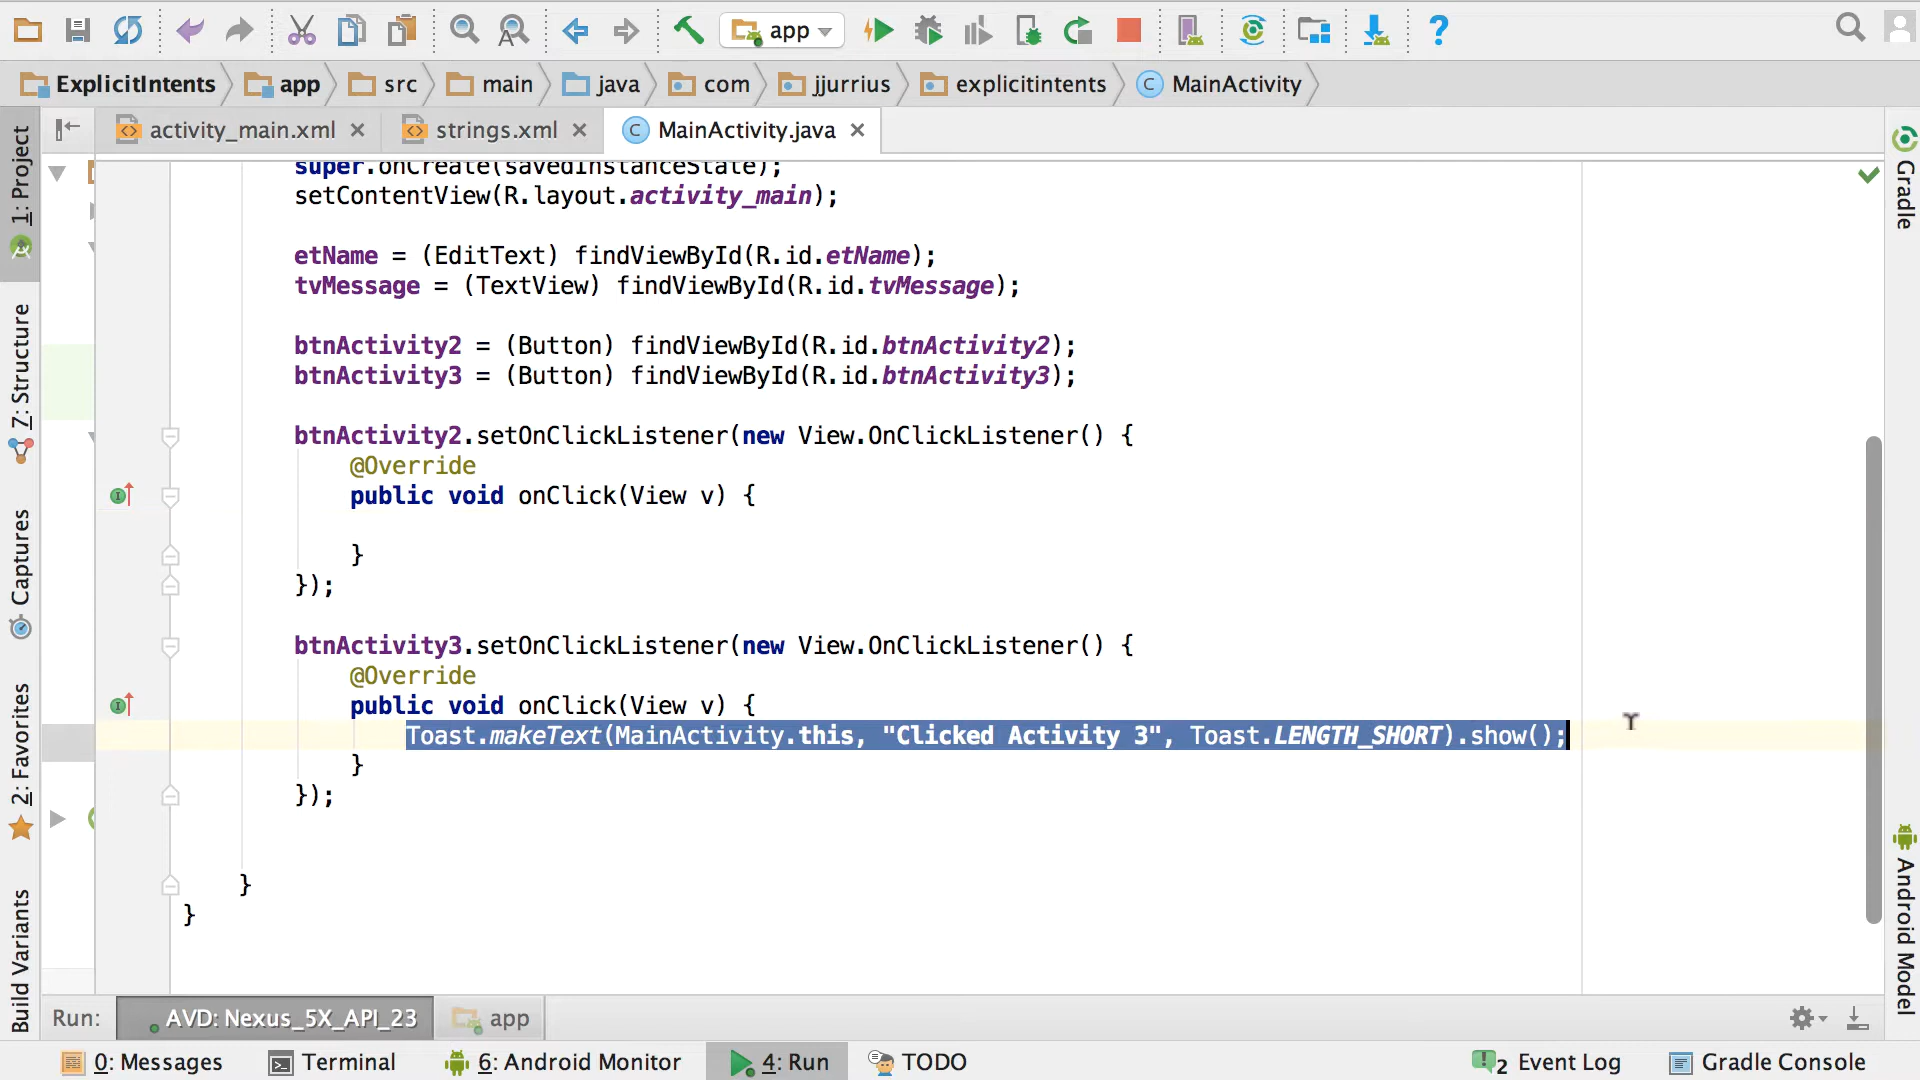 app
ExplicitIntents app src main java com jjurrius explicitintents MainActivity
activity_main.xml strings.xml MainActivity.java
super.onCreate(savedInstanceState);
setContentView(R.layout.activity_main);
etName = (EditText) findViewById(R.id.etName);
tvMessage = (TextView) findViewById(R.id.tvMessage);
btnActivity2 = (Button) findViewById(R.id.btnActivity2);
btnActivity3 = (Button) findViewById(R.id.btnActivity3);
btnActivity2.setOnClickListener(new View.OnClickListener() {
@Override
public void onClick(View v) {
}
});
btnActivity3.setOnClickListener(new View.OnClickListener() {
@Override
public void onClick(View v) {
Toast.makeText(MainActivity.this, "Clicked Activity 3", Toast.LENGTH_SHORT).show();
}
});
}
}
1: Project
7: Structure
Captures
2: Favorites
Build Variants
Gradle
Android Model
Run: AVD: Nexus_5X_API_23 app
0: Messages Terminal 6: Android Monitor 4: Run TODO 2 Event Log Gradle Console